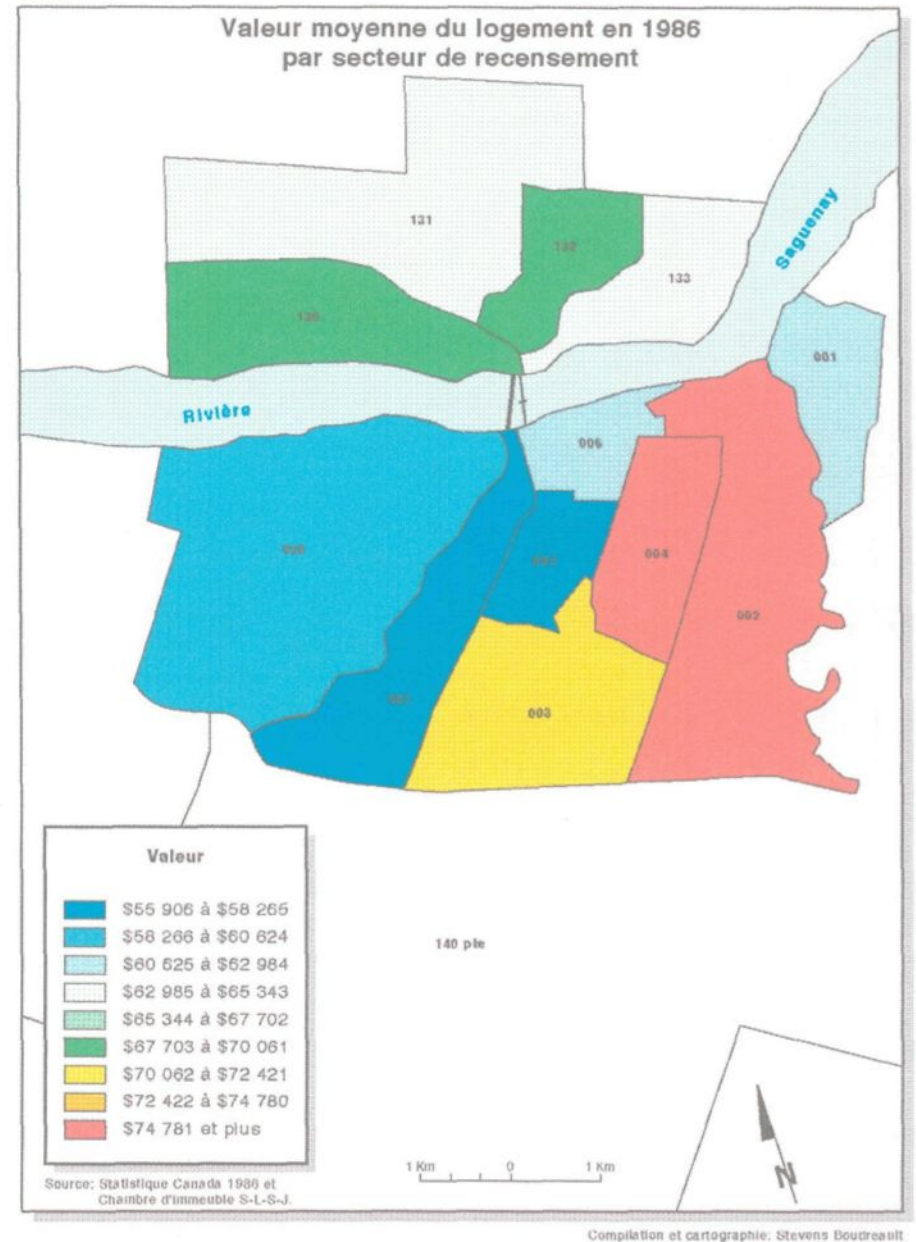 Valeur moyenne du logement en 1986
par secteur de recensement
131
132
133
Saguenay
001
Rivière
006
004
002
003
Valeur
$55 906 à $58 265
$58 266 à $60 624
$60 625 à $62 984
$62 985 à $65 343
$65 344 à $67 702
$67 703 à $70 061
$70 062 à $72 421
$72 422 à $74 780
$74 781 et plus
140 ple
1 Km
0
1 Km
N
Source: Statistique Canada 1986 et
Chambre d'immeuble S-L-S-J.
Compilation et cartographie: Stevens Boudreault